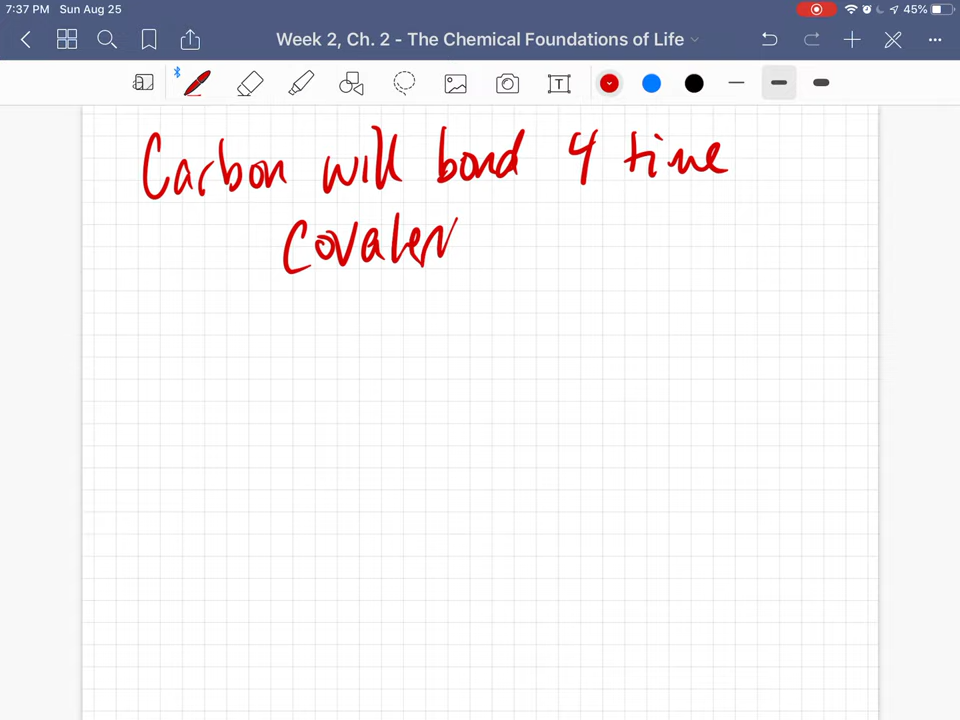 7:37 PM Sun Aug 25 45%
Week 2, Ch. 2 - The Chemical Foundations of Life
T
Carbon will bond 4 time
Covalen